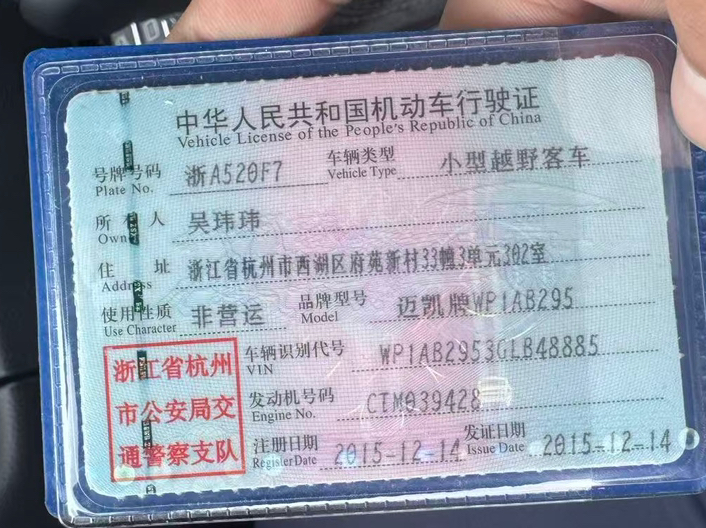 中华人民共和国机动车行驶证
Vehicle License of the People's Republic of China
号牌号码 浙A520F7 车辆类型 小型越野客车
Plate No. Vehicle Type
所有人 吴玮玮
Owner
住址 浙江省杭州市西湖区府苑新村33幢3单元302室
Address
使用性质 非营运 品牌型号 迈凯牌WP1AB295
Use Character Model
浙江省杭州 车辆识别代号 WP1AB2953GLB48885
VIN
市公安局交 发动机号码 CTM039428
Engine No.
通警察支队 注册日期 2015-12-14 发证日期 2015-12-14
Register Date Issue Date